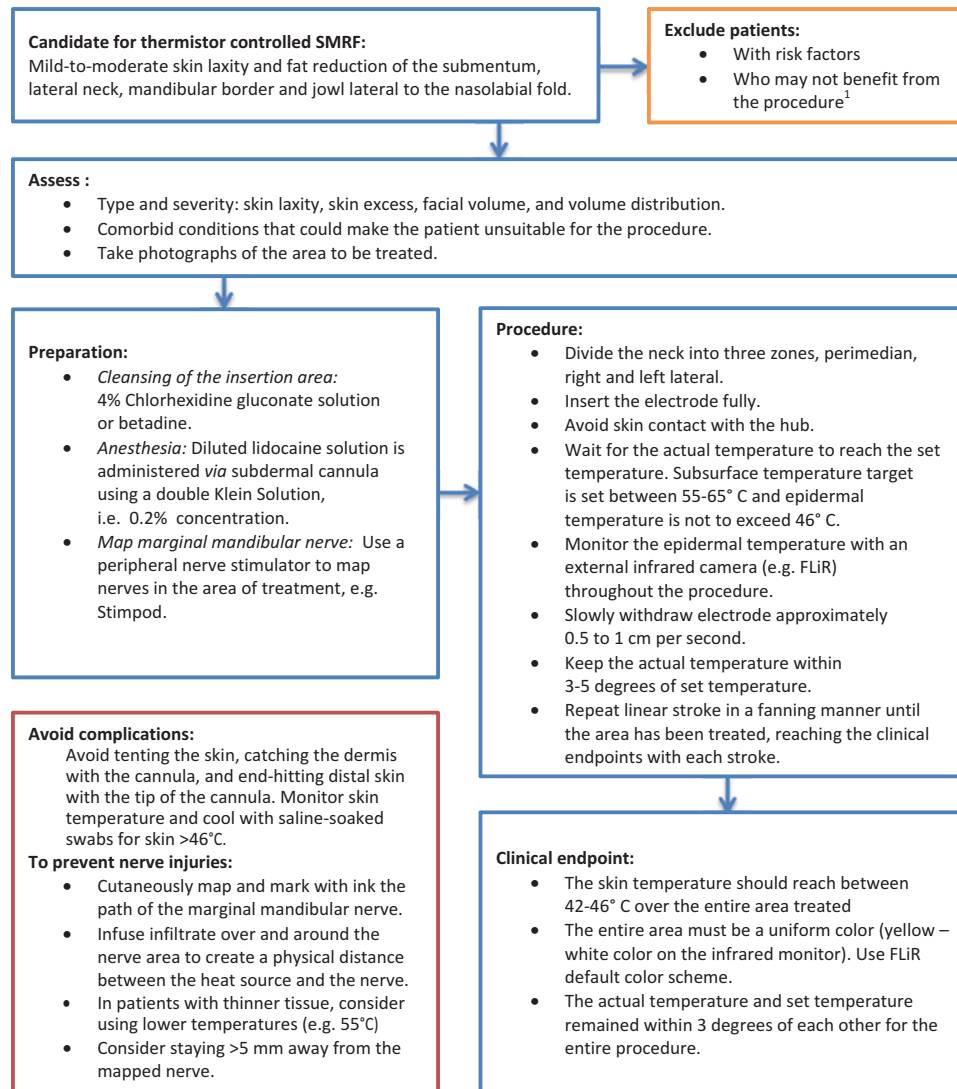 Candidate for thermistor controlled SMRF:
Mild-to-moderate skin laxity and fat reduction of the submentum,
lateral neck, mandibular border and jowl lateral to the nasolabial fold.
Exclude patients:
• With risk factors
• Who may not benefit from
the procedure1
Assess :
• Type and severity: skin laxity, skin excess, facial volume, and volume distribution.
• Comorbid conditions that could make the patient unsuitable for the procedure.
• Take photographs of the area to be treated.
Preparation:
• Cleansing of the insertion area:
4% Chlorhexidine gluconate solution
or betadine.
• Anesthesia: Diluted lidocaine solution is
administered via subdermal cannula
using a double Klein Solution,
i.e. 0.2% concentration.
• Map marginal mandibular nerve: Use a
peripheral nerve stimulator to map
nerves in the area of treatment, e.g.
Stimpod.
Procedure:
• Divide the neck into three zones, perimedian,
right and left lateral.
• Insert the electrode fully.
• Avoid skin contact with the hub.
• Wait for the actual temperature to reach the set
temperature. Subsurface temperature target
is set between 55-65° C and epidermal
temperature is not to exceed 46° C.
• Monitor the epidermal temperature with an
external infrared camera (e.g. FLiR)
throughout the procedure.
• Slowly withdraw electrode approximately
0.5 to 1 cm per second.
• Keep the actual temperature within
3-5 degrees of set temperature.
• Repeat linear stroke in a fanning manner until
the area has been treated, reaching the clinical
endpoints with each stroke.
Avoid complications:
Avoid tenting the skin, catching the dermis
with the cannula, and end-hitting distal skin
with the tip of the cannula. Monitor skin
temperature and cool with saline-soaked
swabs for skin >46°C.
To prevent nerve injuries:
• Cutaneously map and mark with ink the
path of the marginal mandibular nerve.
• Infuse infiltrate over and around the
nerve area to create a physical distance
between the heat source and the nerve.
• In patients with thinner tissue, consider
using lower temperatures (e.g. 55°C)
• Consider staying >5 mm away from the
mapped nerve.
Clinical endpoint:
• The skin temperature should reach between
42-46° C over the entire area treated
• The entire area must be a uniform color (yellow –
white color on the infrared monitor). Use FLiR
default color scheme.
• The actual temperature and set temperature
remained within 3 degrees of each other for the
entire procedure.